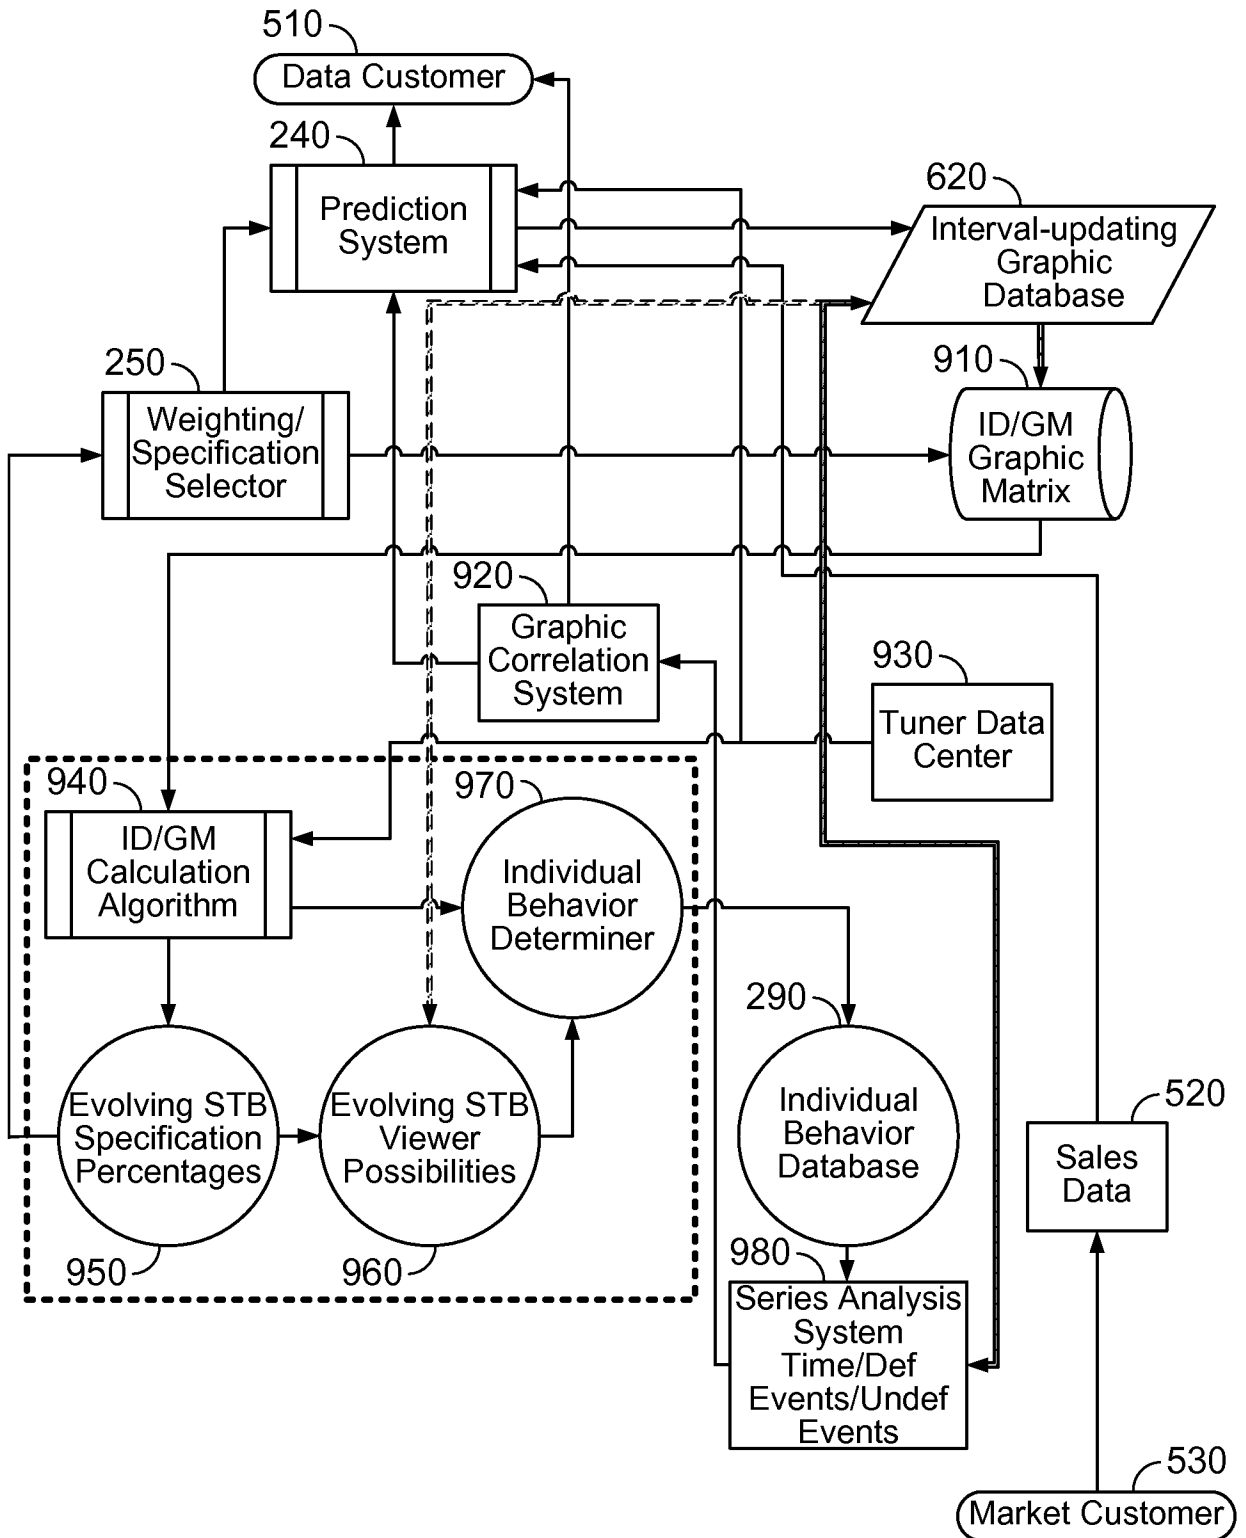 510
Data Customer
240
Prediction
System
620
Interval-updating
Graphic
Database
250
Weighting/
Specification
Selector
910
ID/GM
Graphic
Matrix
920
Graphic
Correlation
System
930
Tuner Data
Center
940
ID/GM
Calculation
Algorithm
970
Individual
Behavior
Determiner
290
Individual
Behavior
Database
Evolving STB
Specification
Percentages
950
Evolving STB
Viewer
Possibilities
960
520
Sales
Data
980
Series Analysis
System
Time/Def
Events/Undef
Events
530
Market Customer